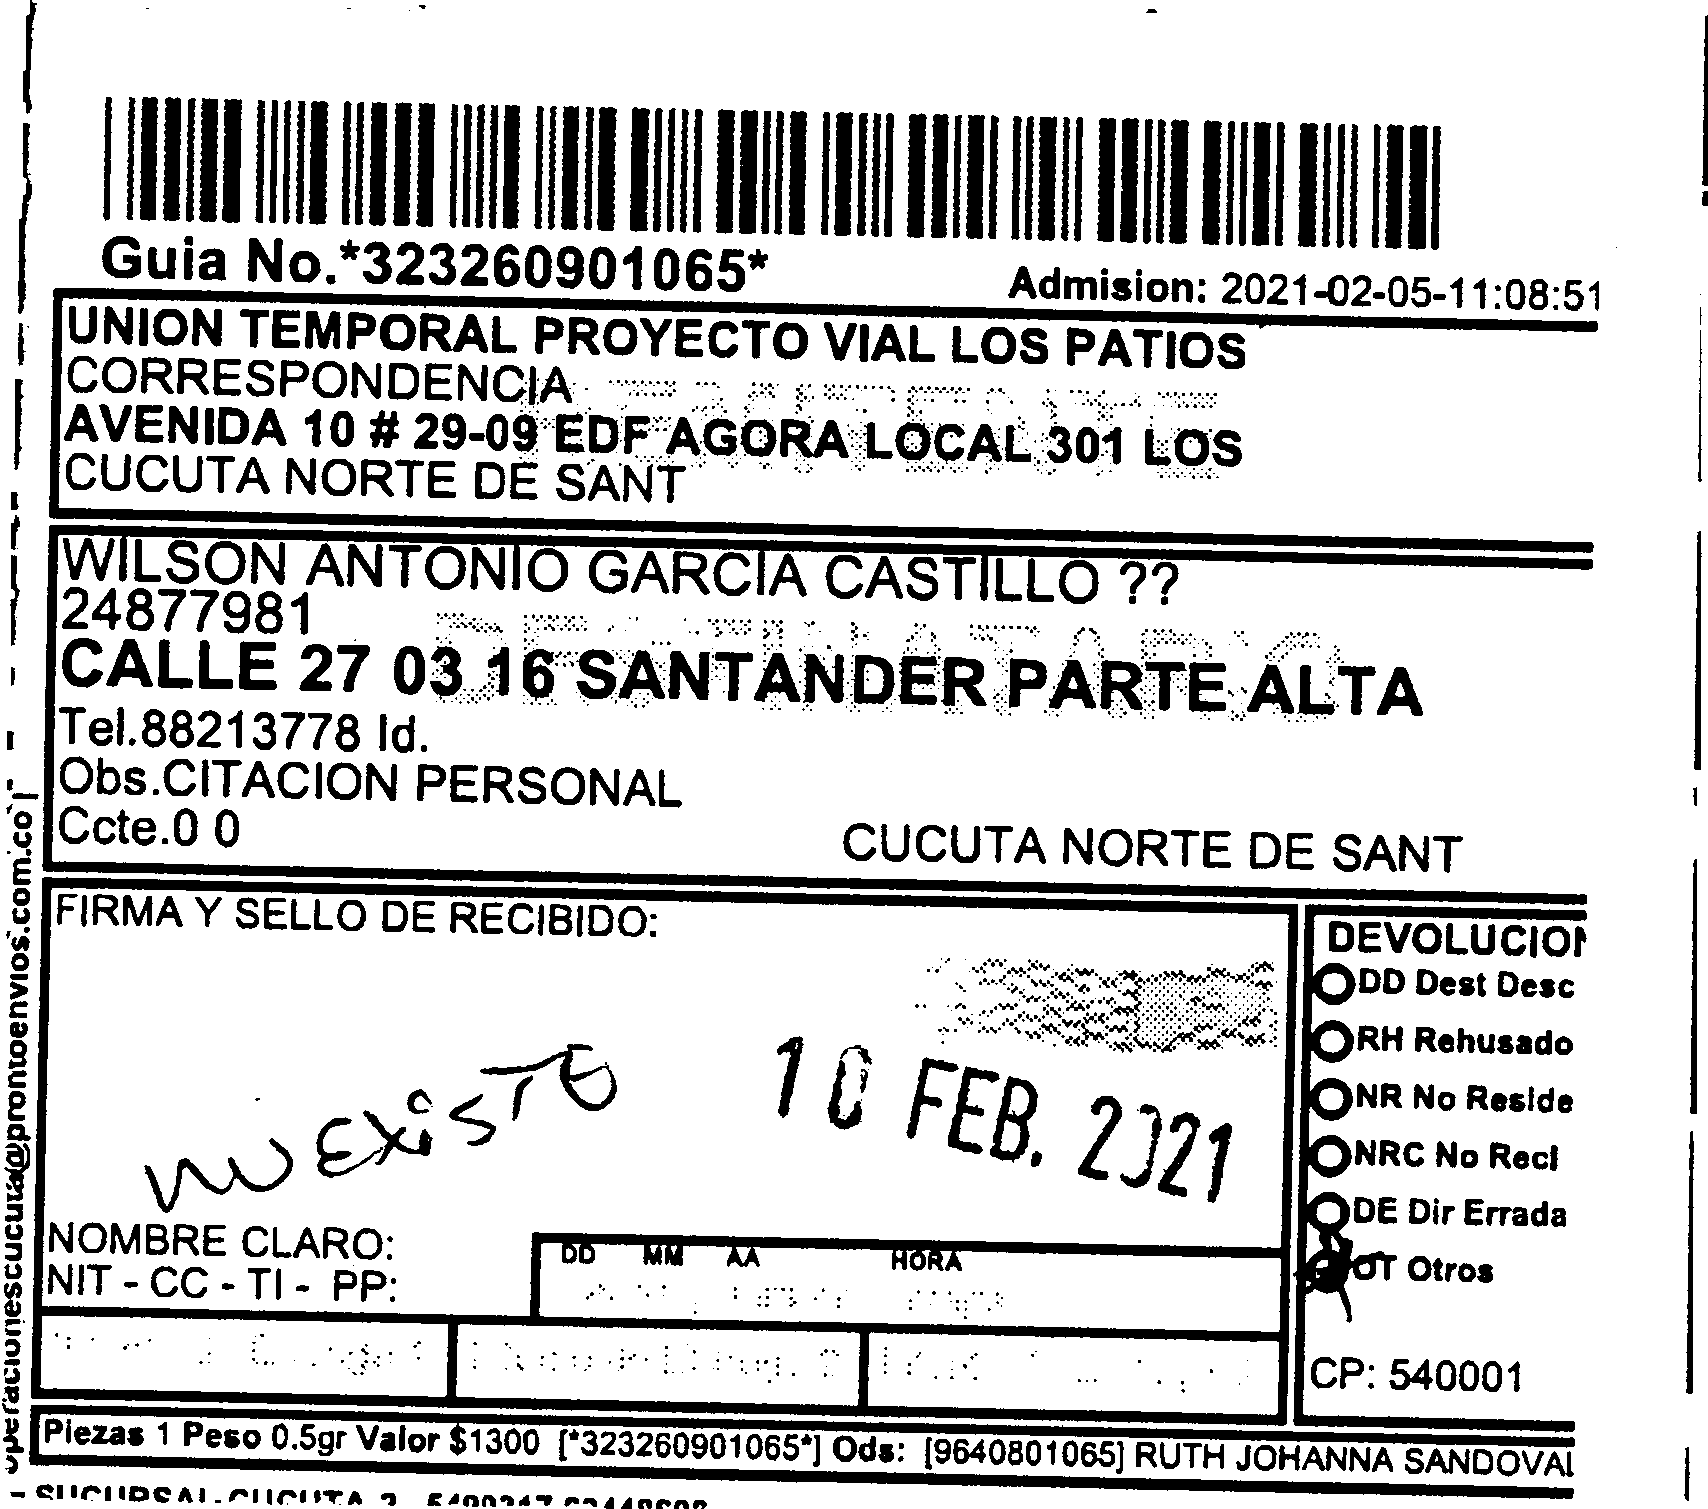 Guia No.*323260901065*
Admision: 2021-02-05-11:08:51
UNION TEMPORAL PROYECTO VIAL LOS PATIOS
CORRESPONDENCIA
REMITENTE
AVENIDA 10 # 29-09 EDF AGORA LOCAL 301 LOS
CUCUTA NORTE DE SANT
WILSON ANTONIO GARCIA CASTILLO ??
24877981
DESTINATARIO
CALLE 27 03 16 SANTANDER PARTE ALTA
Tel.88213778 Id.
Obs.CITACION PERSONAL
Ccte.0 0
CUCUTA NORTE DE SANT
FIRMA Y SELLO DE RECIBIDO:
NO EXiSTE
10 FEB. 2021
NOMBRE CLARO:
NIT - CC - TI - PP:
DD MM AA HORA
DEVOLUCION
DD Dest Desc
RH Rehusado
NR No Reside
NRC No Reci
DE Dir Errada
OT Otros
CP: 540001
Piezas 1 Peso 0.5gr Valor $1300 [*323260901065*] Ods: [9640801065] RUTH JOHANNA SANDOVAL
operacionescucuta@prontoenvios.com.co